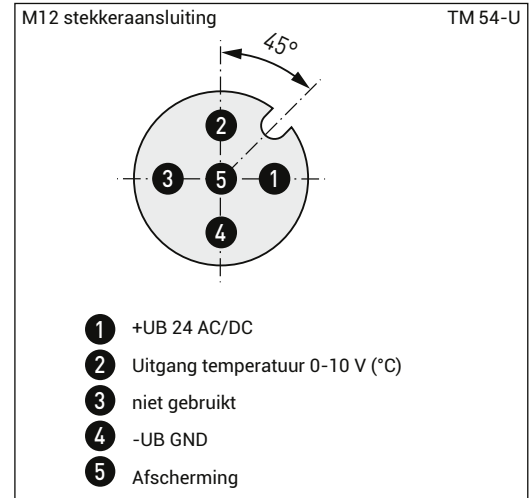 M12 stekkeraansluiting TM 54-U
45°
2
3 5 1
4
1 +UB 24 AC/DC
2 Uitgang temperatuur 0-10 V (°C)
3 niet gebruikt
4 -UB GND
5 Afscherming